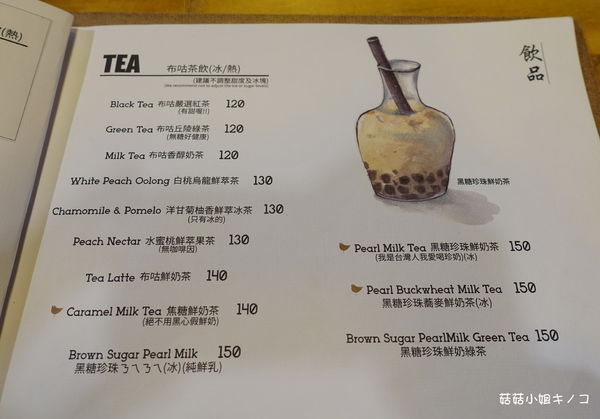 (熱)
飲品
TEA 布咕茶飲(冰/熱)
(建議不調整甜度及冰塊)
(We recommend not to adjust the ice or sugar levels)
Black Tea 布咕嚴選紅茶 120
(有甜喔!!)
Green Tea 布咕丘陵綠茶 120
(無糖好健康)
Milk Tea 布咕香醇奶茶 120
White Peach Oolong 白桃烏龍鮮萃茶 130
Chamomile & Pomelo 洋甘菊柚香鮮萃冰茶 130
(只有冰的)
Peach Nectar 水蜜桃鮮萃果茶 130
(無咖啡因)
Tea Latte 布咕鮮奶茶 140
Caramel Milk Tea 焦糖鮮奶茶 140
(絕不用黑心假鮮奶)
Brown Sugar Pearl Milk 150
黑糖珍珠ㄋㄟㄋㄟ(冰)(純鮮乳)
黑糖珍珠鮮奶茶
Pearl Milk Tea 黑糖珍珠鮮奶茶 150
(我是台灣人我愛喝珍奶)(冰)
Pearl Buckwheat Milk Tea 150
黑糖珍珠蕎麥鮮奶茶(冰)
Brown Sugar PearlMilk Green Tea 150
黑糖珍珠鮮奶綠茶
菇菇小姐キノコ